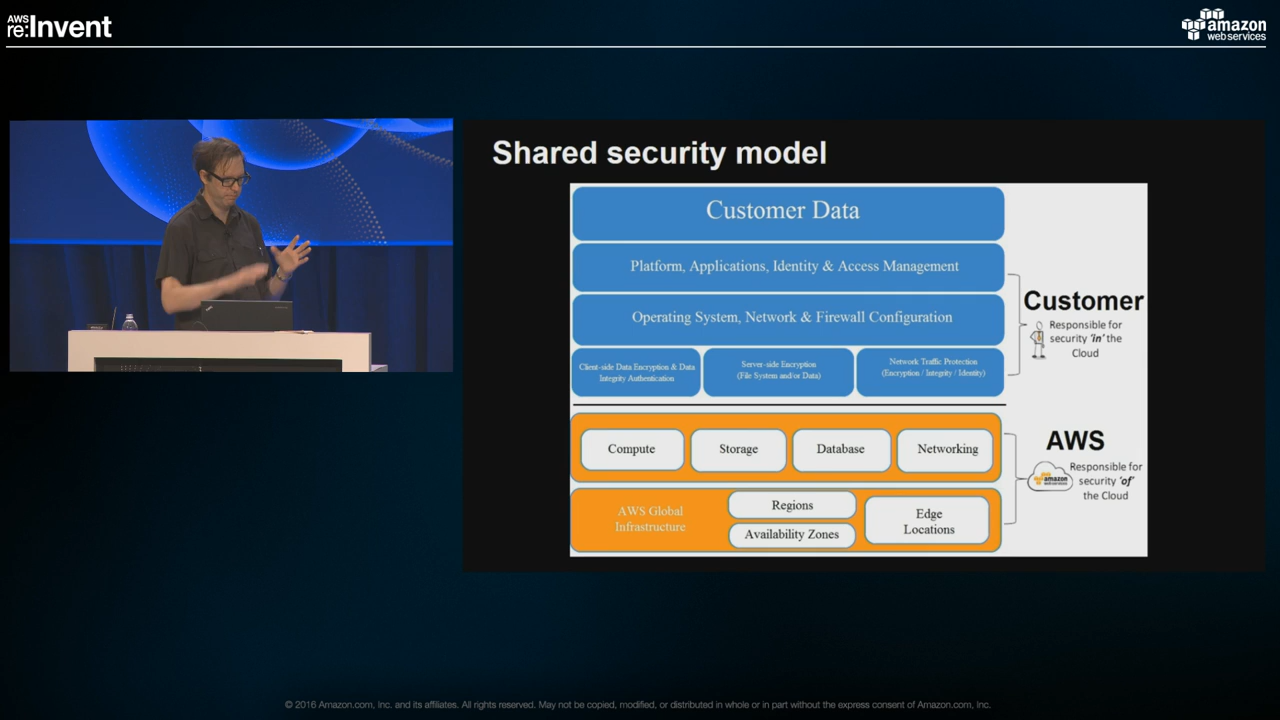 AWS
re:Invent
amazon
web services
Shared security model
Customer Data
Platform, Applications, Identity & Access Management
Operating System, Network & Firewall Configuration
Client-side Data Encryption & Data
Integrity Authentication
Server-side Encryption
(File System and/or Data)
Network Traffic Protection
(Encryption / Integrity / Identity)
Customer
Responsible for
security 'in' the
Cloud
Compute
Storage
Database
Networking
AWS Global
Infrastructure
Regions
Availability Zones
Edge
Locations
AWS
amazon
web services
Responsible for
security 'of'
the Cloud
© 2016 Amazon.com, Inc. and its affiliates. All rights reserved. May not be copied, modified, or distributed in whole or in part without the express consent of Amazon.com, Inc.